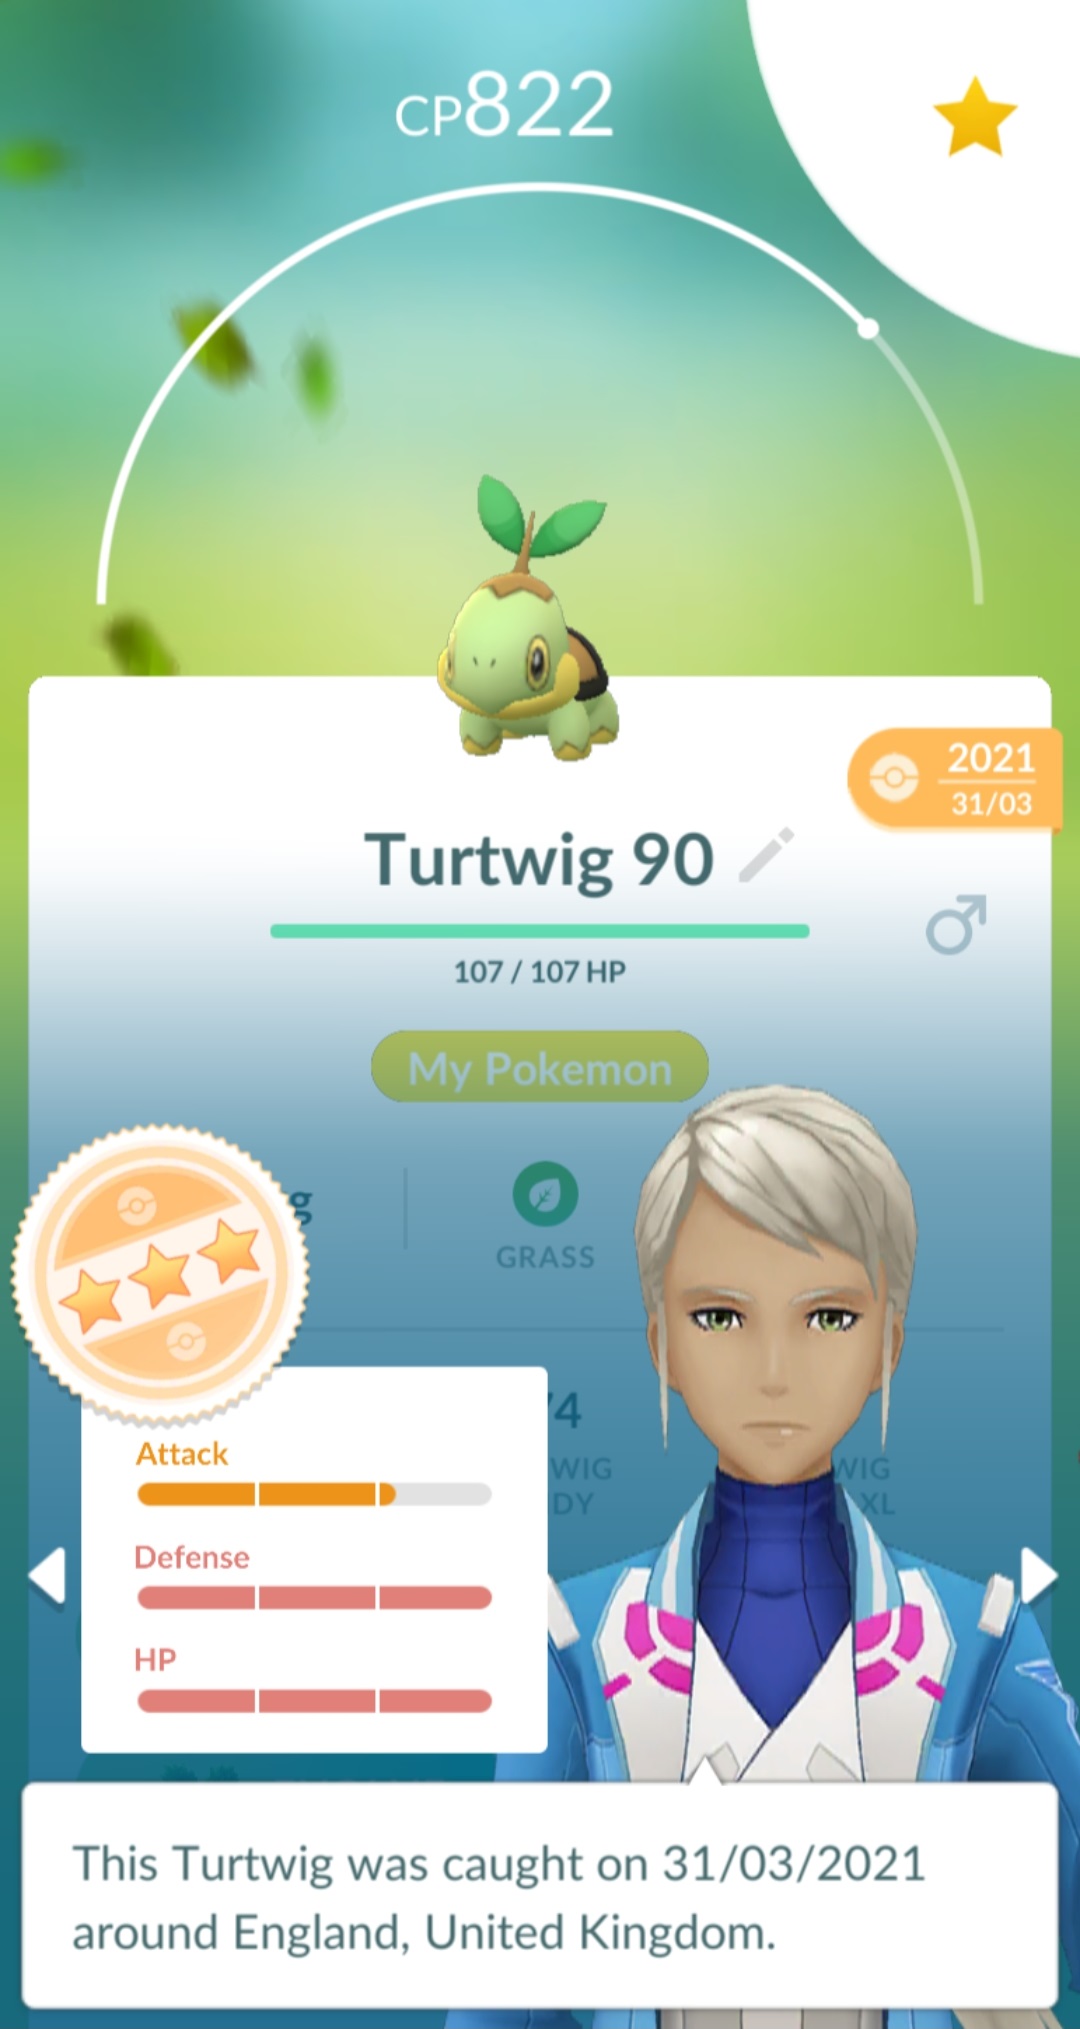 CP822
2021
31/03
Turtwig 90
107 / 107 HP
My Pokemon
g
GRASS
74
WIG WIG
DY XL
Attack
Defense
HP
This Turtwig was caught on 31/03/2021
around England, United Kingdom.